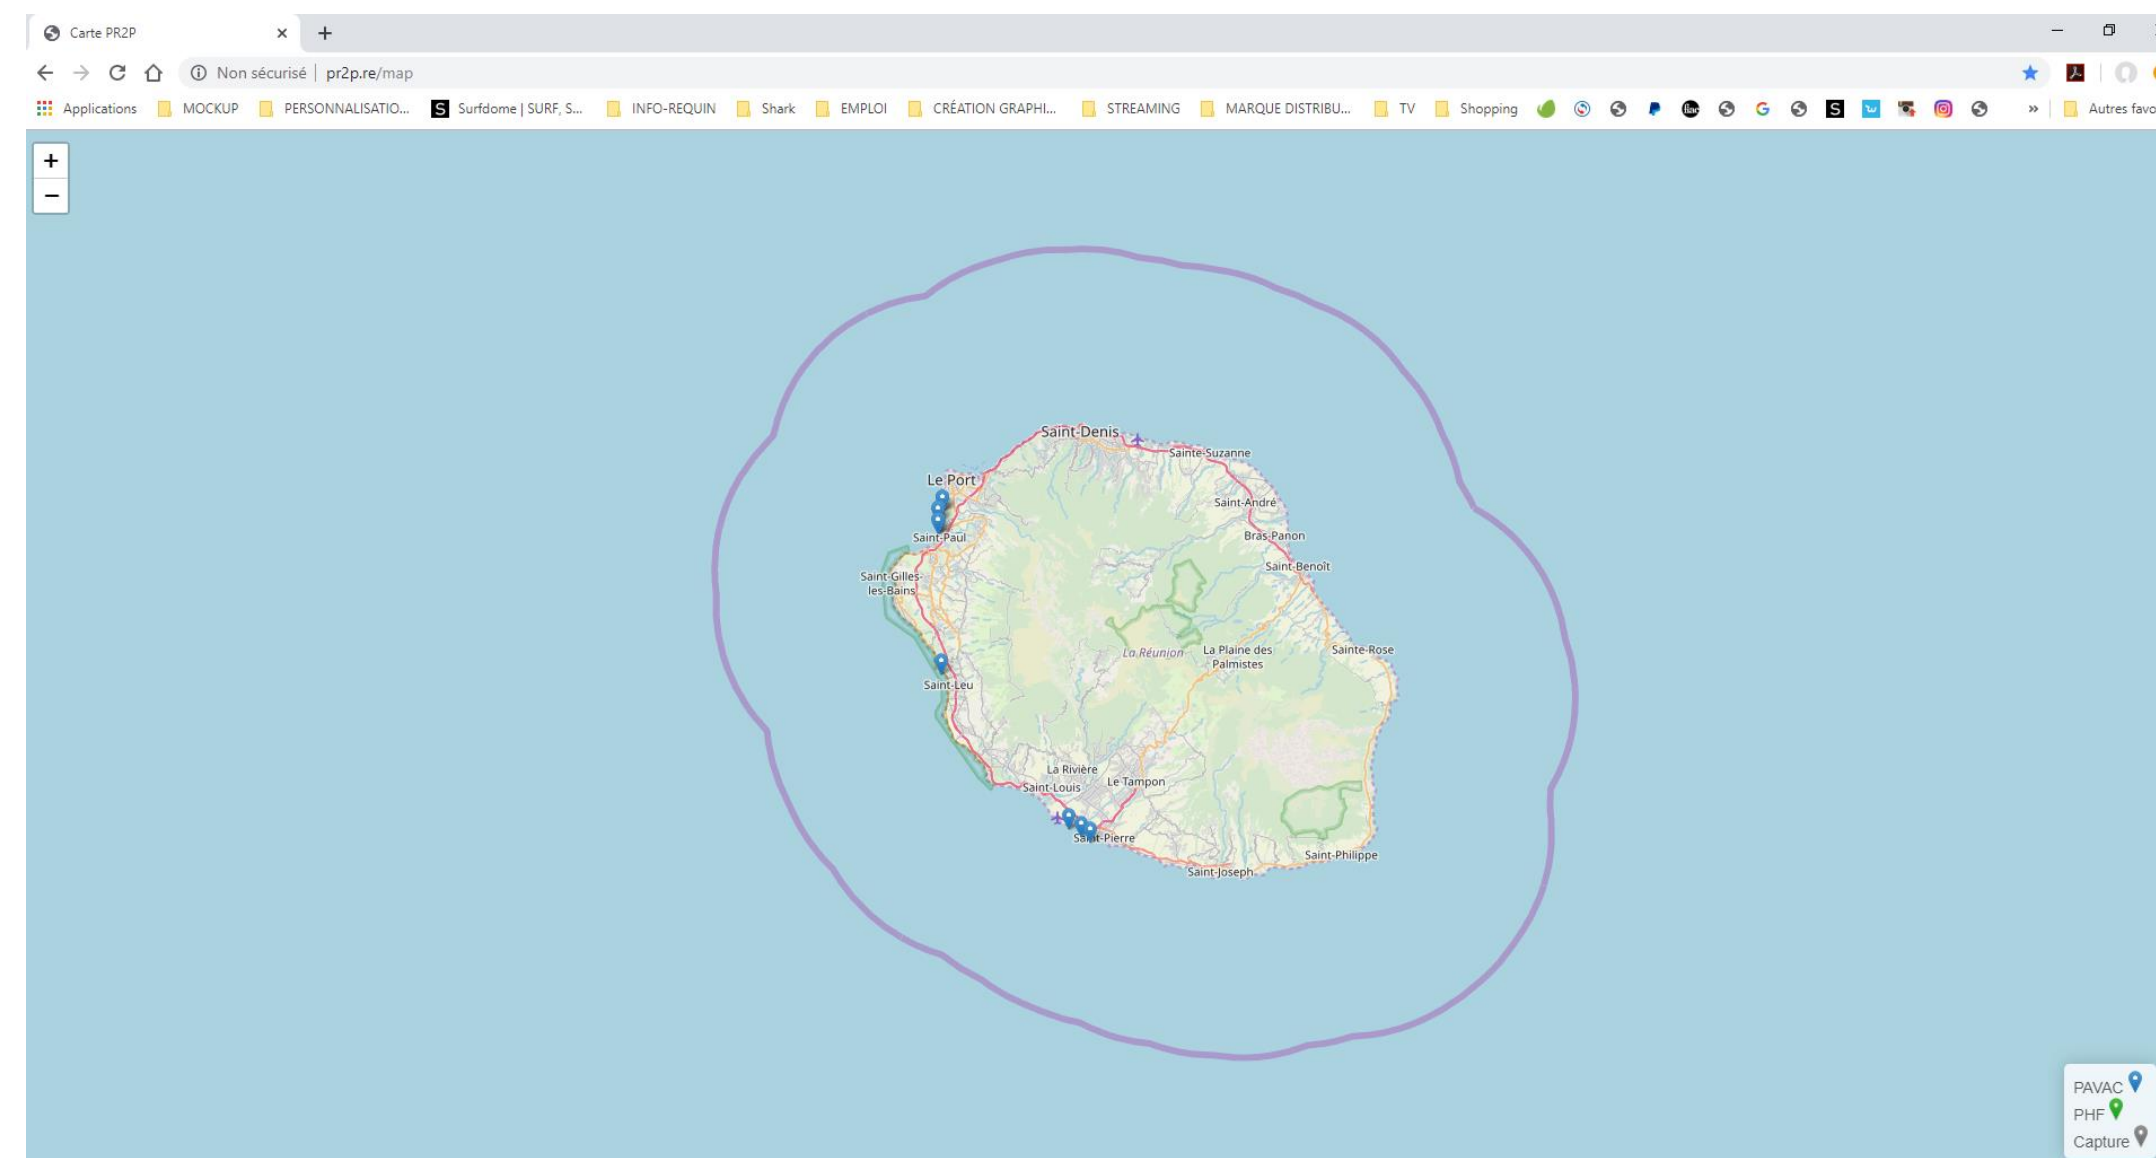 Carte PR2P
Non sécurisé | pr2p.re/map
Applications MOCKUP PERSONNALISATIO... Surfdome | SURF, S... INFO-REQUIN Shark EMPLOI CRÉATION GRAPHI... STREAMING MARQUE DISTRIBU... TV Shopping fiac G S » Autres favo
+
−
Saint-Denis
Sainte-Suzanne
Le Port
Saint-André
Saint-Paul
Bras-Panon
Saint-Benoît
Saint-Gilles-
les-Bains
La Réunion
La Plaine des
Palmistes
Sainte-Rose
Saint-Leu
La Rivière
Le Tampon
Saint-Louis
Saint-Pierre
Saint-Philippe
Saint-Joseph
PAVAC
PHF
Capture